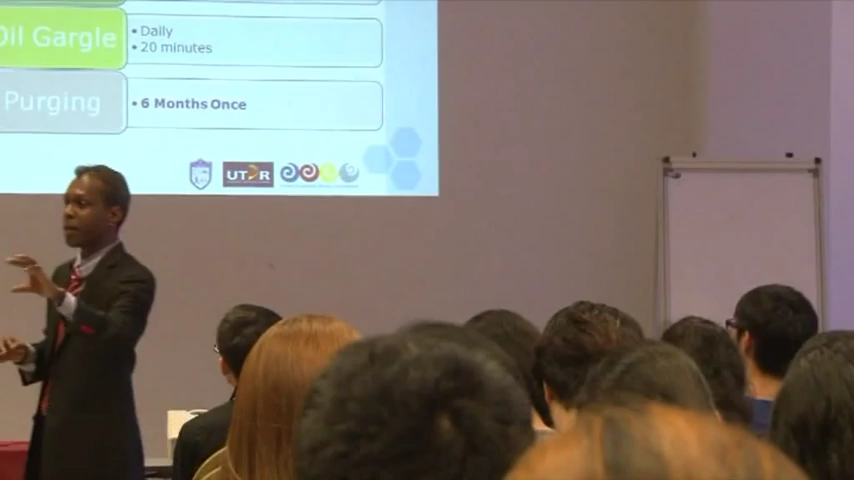 Oil Gargle
• Daily
• 20 minutes
Purging
• 6 Months Once
UTAR